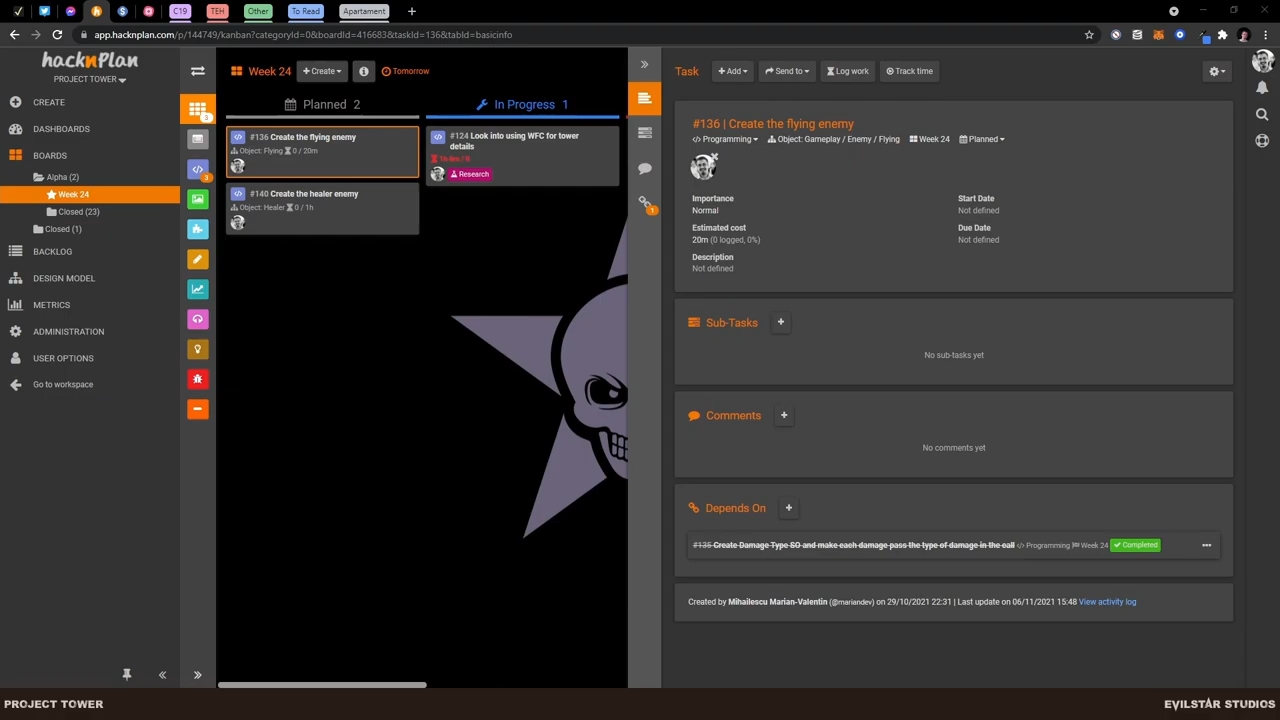 C19
TEH
Other
To Read
Apartament
app.hacknplan.com/p/144749/kanban?categoryId=0&boardId=416683&taskId=136&tabId=basicinfo
hacknPlan
PROJECT TOWER
CREATE
DASHBOARDS
BOARDS
Alpha (2)
Week 24
Closed (23)
Closed (1)
BACKLOG
DESIGN MODEL
METRICS
ADMINISTRATION
USER OPTIONS
Go to workspace
3
3
Week 24
Create
Tomorrow
Planned 2
#136 Create the flying enemy
Object: Flying 0 / 20m
#140 Create the healer enemy
Object: Healer 0 / 1h
In Progress 1
#124 Look into using WFC for tower
details
Research
1
Task
Add
Send to
Log work
Track time
#136 | Create the flying enemy
Programming
Object: Gameplay / Enemy / Flying
Week 24
Planned
Importance
Normal
Start Date
Not defined
Estimated cost
20m (0 logged, 0%)
Due Date
Not defined
Description
Not defined
Sub-Tasks
No sub-tasks yet
Comments
No comments yet
Depends On
#135 Create Damage Type SO and make each damage pass the type of damage in the call Programming Week 24 Completed
Created by Mihailescu Marian-Valentin (@mariandev) on 29/10/2021 22:31 | Last update on 06/11/2021 15:48 View activity log
PROJECT TOWER
EVILSTAR STUDIOS